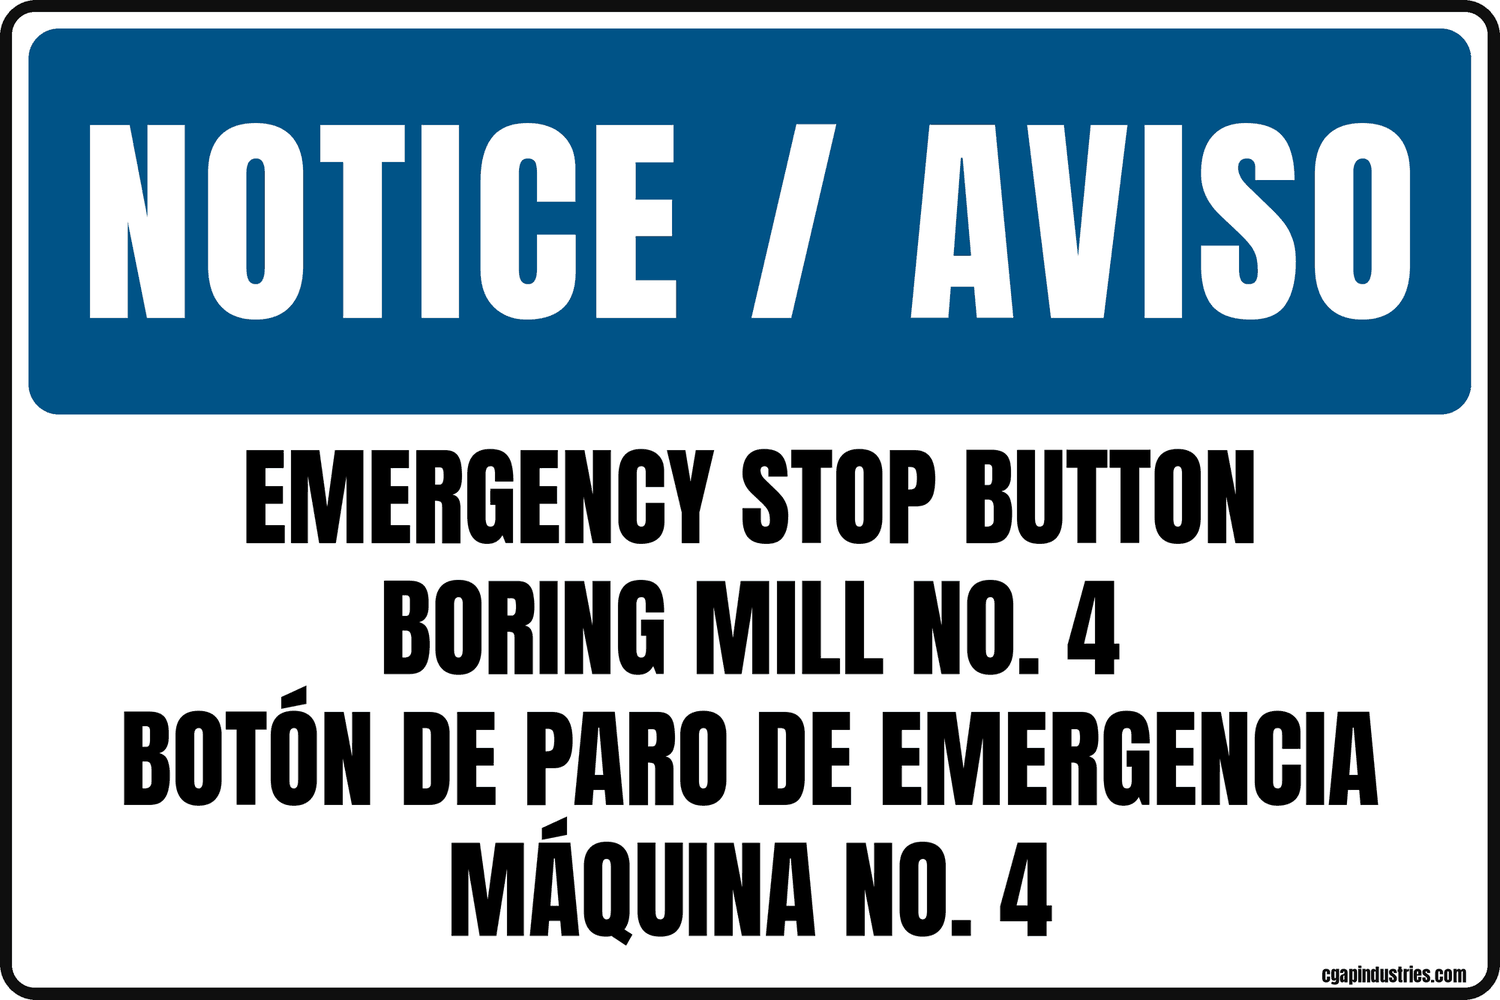 NOTICE / AVISO
EMERGENCY STOP BUTTON
BORING MILL NO. 4
BOTÓN DE PARO DE EMERGENCIA
MÁQUINA NO. 4
cgapindustries.com